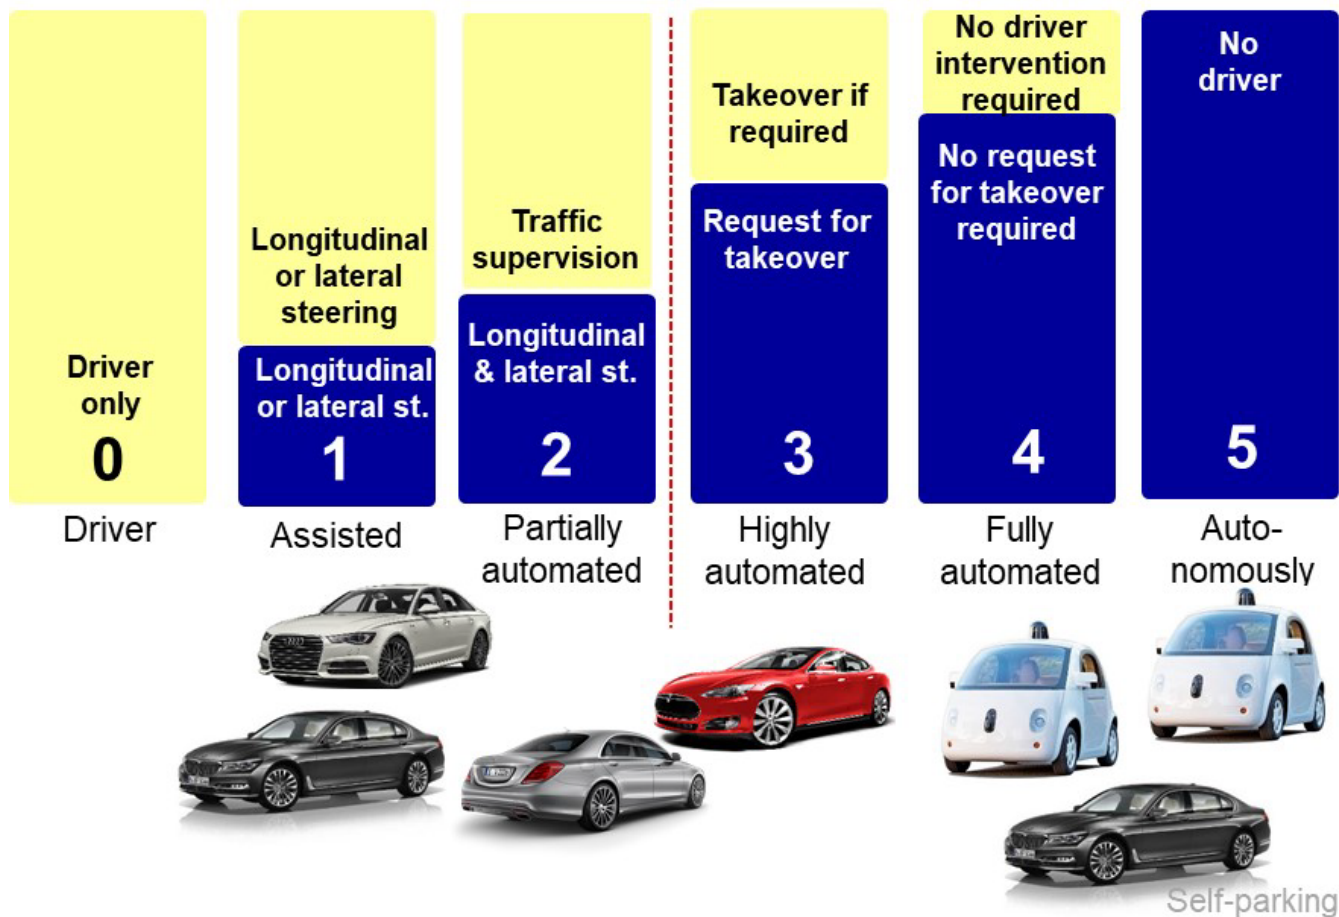 Driver
only
0
Driver
Longitudinal
or lateral
steering
Longitudinal
or lateral st.
1
Assisted
Traffic
supervision
Longitudinal
& lateral st.
2
Partially
automated
Takeover if
required
Request for
takeover
3
Highly
automated
No driver
intervention
required
No request
for takeover
required
4
Fully
automated
No
driver
5
Auto-
nomously
Self-parking